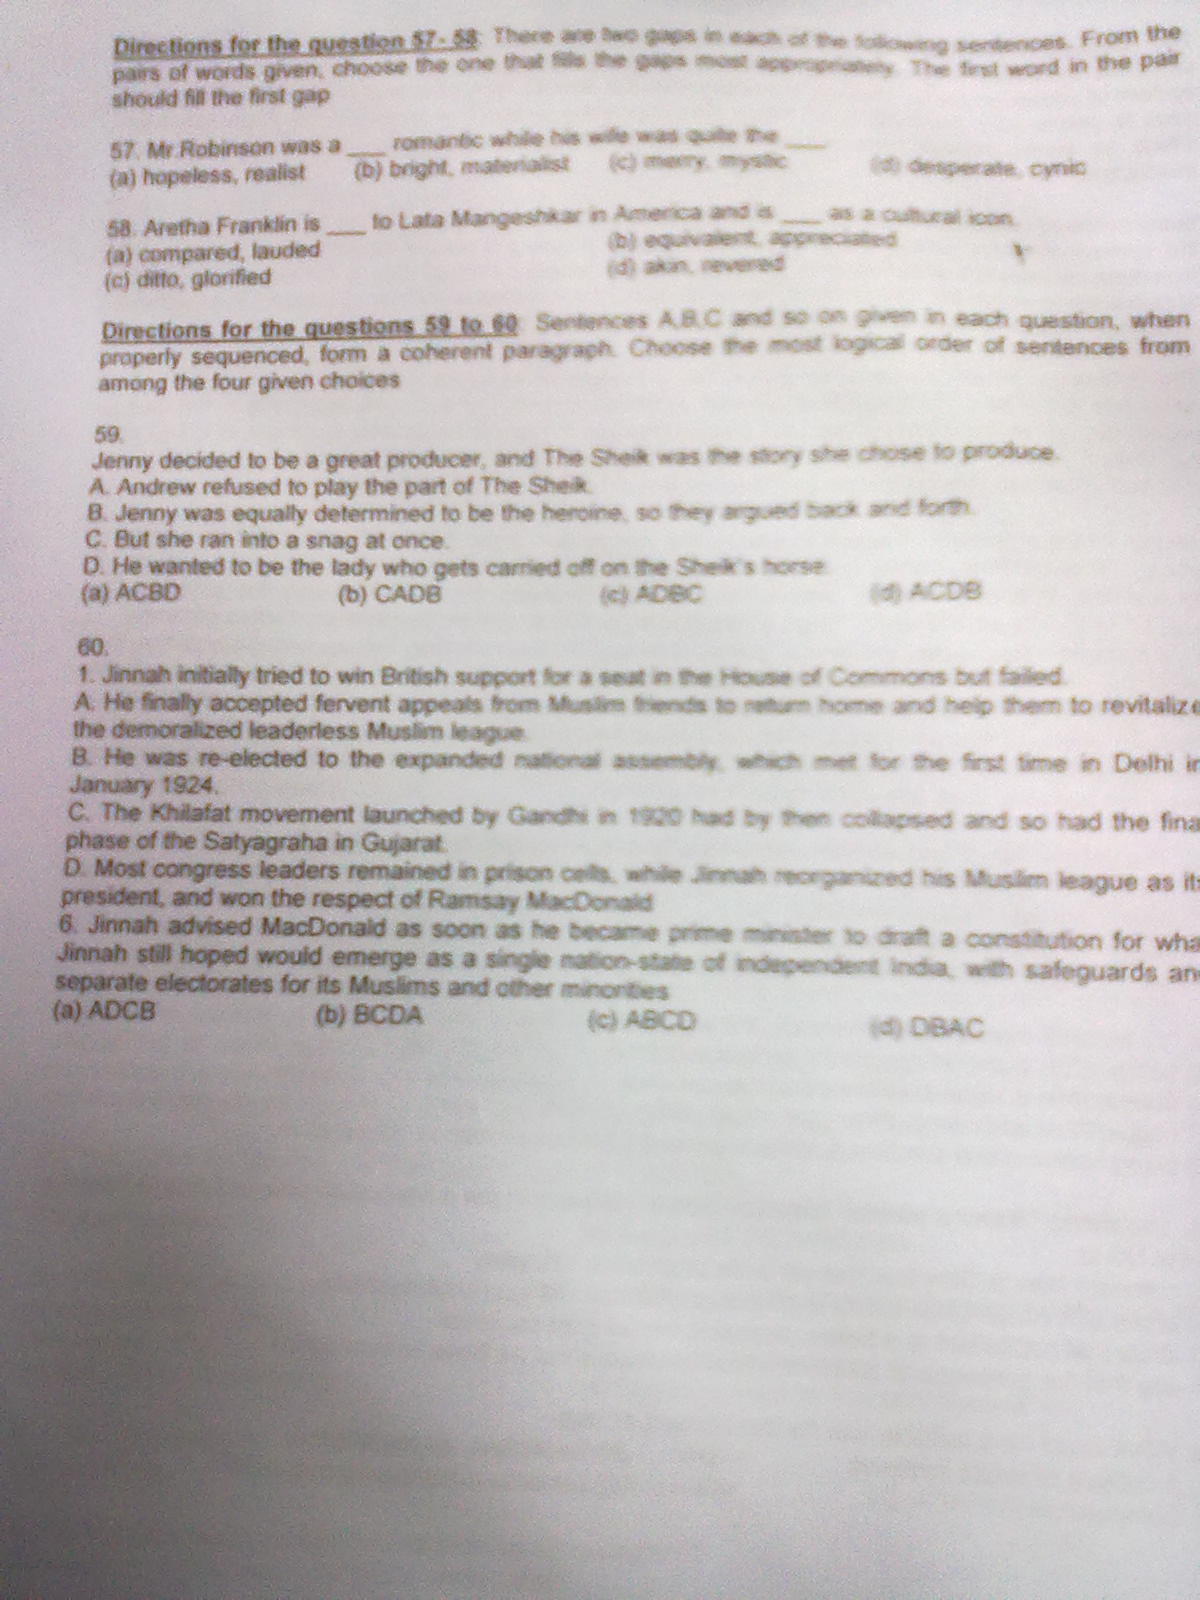 Directions for the question 57- 58: There are two gaps in each of the following sentences. From the
pairs of words given, choose the one that fills the gaps most appropriately. The first word in the pair
should fill the first gap
57. Mr.Robinson was a ___ romantic while his wife was quite the ___
(a) hopeless, realist (b) bright, materialist (c) merry, mystic (d) desperate, cynic
58. Aretha Franklin is ___ to Lata Mangeshkar in America and is ___ as a cultural icon.
(a) compared, lauded (b) equivalent, appreciated
(c) ditto, glorified (d) akin, revered
Directions for the questions 59 to 60: Sentences A,B,C and so on given in each question, when
properly sequenced, form a coherent paragraph. Choose the most logical order of sentences from
among the four given choices
59.
Jenny decided to be a great producer, and The Sheik was the story she chose to produce.
A. Andrew refused to play the part of The Sheik.
B. Jenny was equally determined to be the heroine, so they argued back and forth.
C. But she ran into a snag at once.
D. He wanted to be the lady who gets carried off on the Sheik's horse.
(a) ACBD (b) CADB (c) ADBC (d) ACDB
60.
1. Jinnah initially tried to win British support for a seat in the House of Commons but failed.
A. He finally accepted fervent appeals from Muslim friends to return home and help them to revitalize
the demoralized leaderless Muslim league.
B. He was re-elected to the expanded national assembly, which met for the first time in Delhi in
January 1924.
C. The Khilafat movement launched by Gandhi in 1920 had by then collapsed and so had the fina
phase of the Satyagraha in Gujarat.
D. Most congress leaders remained in prison cells, while Jinnah reorganized his Muslim league as its
president, and won the respect of Ramsay MacDonald
6. Jinnah advised MacDonald as soon as he became prime minister to draft a constitution for wha
Jinnah still hoped would emerge as a single nation-state of independent India, with safeguards an
separate electorates for its Muslims and other minorities
(a) ADCB (b) BCDA (c) ABCD (d) DBAC